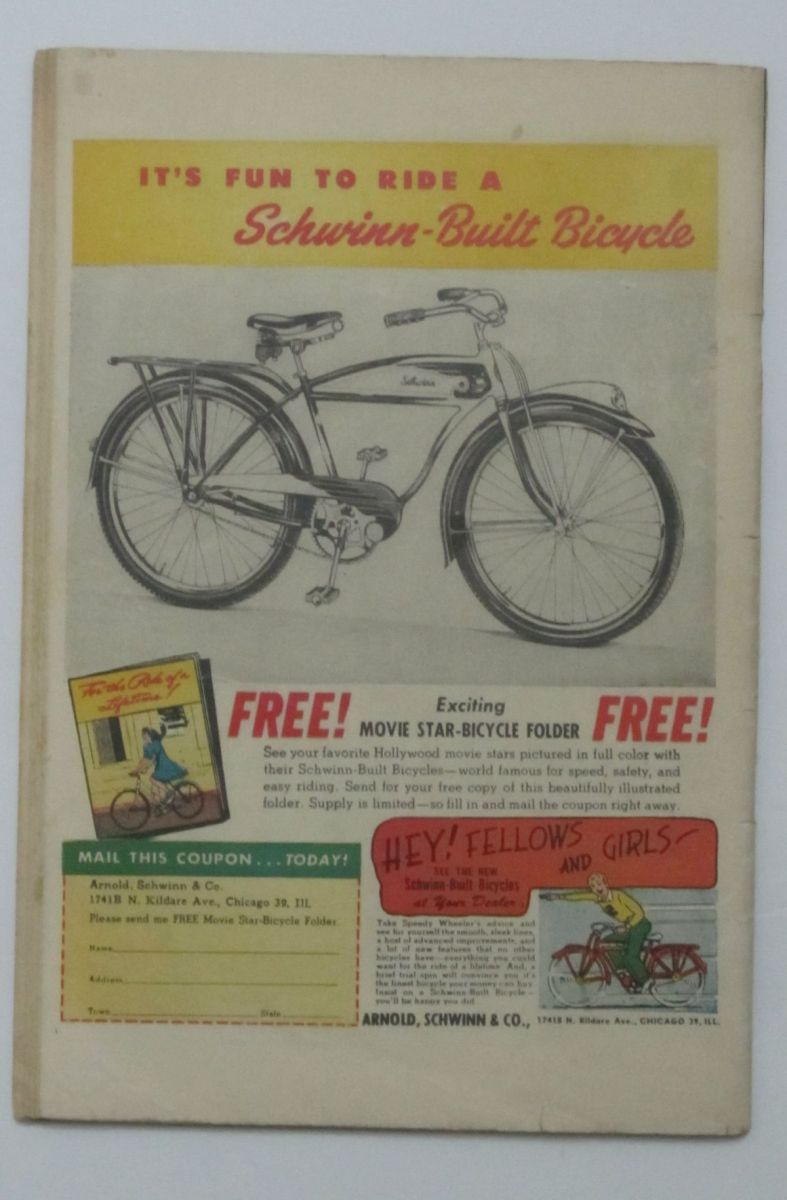 IT'S FUN TO RIDE A
Schwinn-Built Bicycle
Schwinn
For the Ride of a
Lifetime!
FREE!
Exciting
MOVIE STAR-BICYCLE FOLDER
FREE!
See your favorite Hollywood movie stars pictured in full color with
their Schwinn-Built Bicycles—world famous for speed, safety, and
easy riding. Send for your free copy of this beautifully illustrated
folder. Supply is limited—so fill in and mail the coupon right away.
MAIL THIS COUPON...TODAY!
Arnold, Schwinn & Co.
1741B N. Kildare Ave., Chicago 39, Ill.
Please send me FREE Movie Star-Bicycle Folder.
Name
Address
Town State
HEY! FELLOWS
AND GIRLS—
SEE THE NEW
Schwinn-Built Bicycles
at Your Dealer
Take Speedy Wheeler's advice and
see for yourself the smooth, sleek lines,
a host of advanced improvements, and
a lot of new features that no other
bicycles have—everything you could
want for the ride of a lifetime. And, a
brief trial spin will convince you it's
the finest bicycle your money can buy.
Insist on a Schwinn-Built Bicycle—
you'll be happy you did.
ARNOLD, SCHWINN & CO., 1741B N. Kildare Ave., CHICAGO 39, ILL.